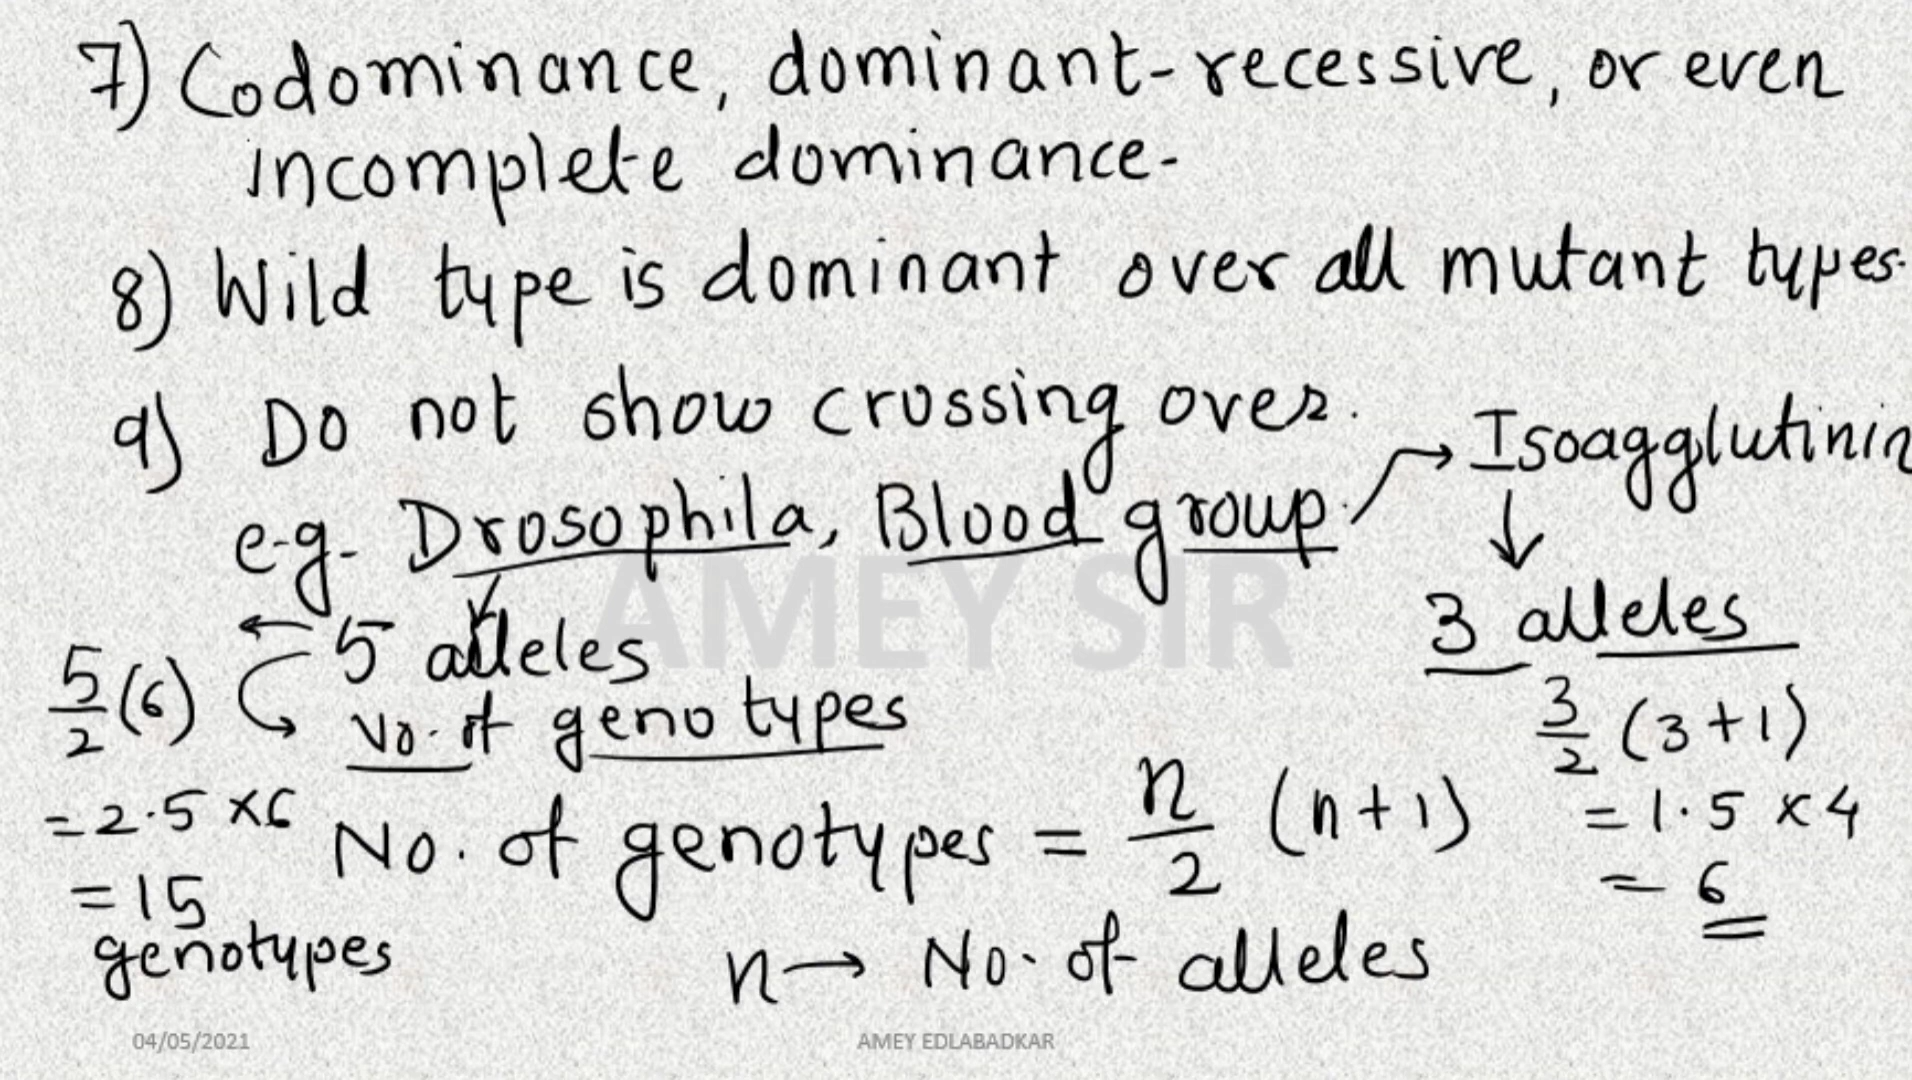 7) Codominance, dominant-recessive, or even
incomplete dominance.
8) Wild type is dominant over all mutant types.
9) Do not show crossing over.
e.g. Drosophila, Blood group. → Isoagglutinin
↓
AMEY SIR
← 5 alleles
3 alleles
5/2 (6)
No. of genotypes
3/2 (3+1)
= 2.5 × 6
No. of genotypes = n/2 (n+1)
= 1.5 × 4
= 15
= 6
genotypes
n → No. of alleles
04/05/2021
AMEY EDLABADKAR